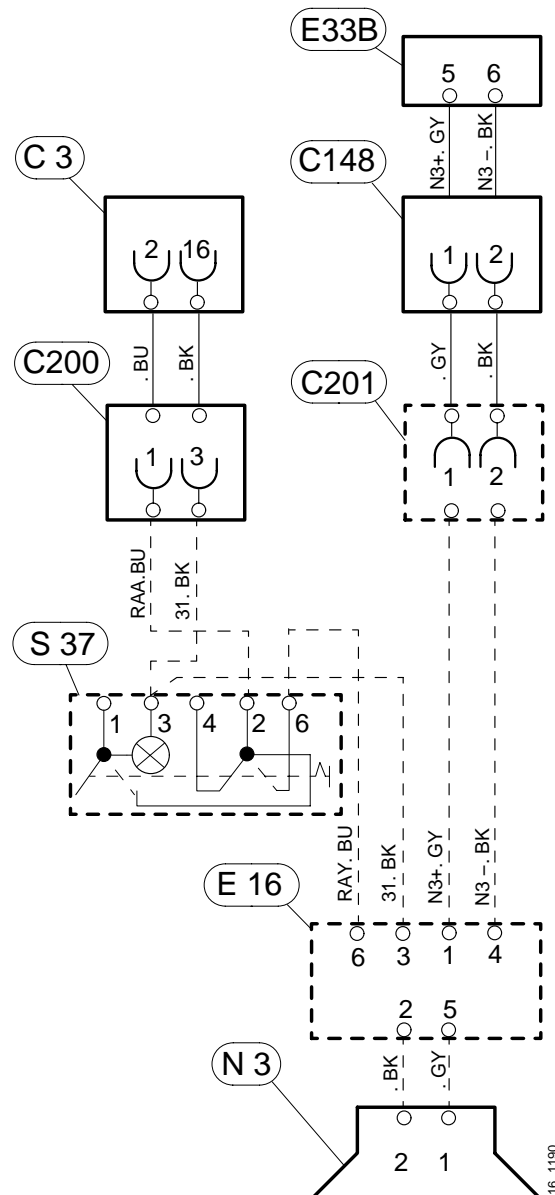 E33B
5 6
N3+. GY
N3 –. BK
C 3
C148
2 16
1 2
. BU
. BK
. GY
. BK
C200
C201
1 3
1 2
RAA.BU
31. BK
S 37
1 3 4 2 6
RAY. BU
31. BK
N3+. GY
N3 –. BK
E 16
6 3 1 4
2 5
. BK
. GY
N 3
2 1
16_1190